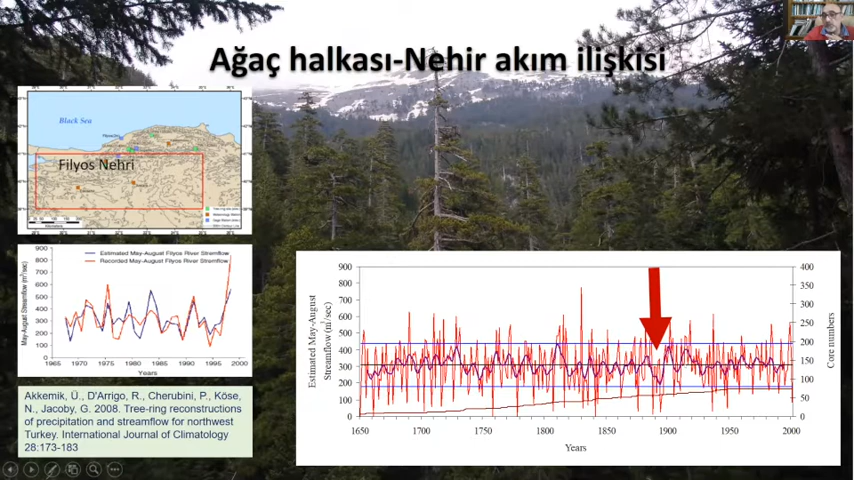 Ağaç halkası-Nehir akım ilişkisi
Black Sea
Filyos Nehri
900
800
700
600
500
400
300
200
100
0
May-August Streamflow (m³/sec)
Estimated May-August Filyos River Stremflow
Recorded May-August Filyos River Stremflow
1965 1970 1975 1980 1985 1990 1995 2000
Years
Akkemik, Ü., D'Arrigo, R., Cherubini, P., Köse,
N., Jacoby, G. 2008. Tree-ring reconstructions
of precipitation and streamflow for northwest
Turkey. International Journal of Climatology
28:173-183
Estimated May-August
Streamflow (m³/sec)
900
800
700
600
500
400
300
200
100
0
400
350
300
250
200
150
100
50
0
Core numbers
1650 1700 1750 1800 1850 1900 1950 2000
Years